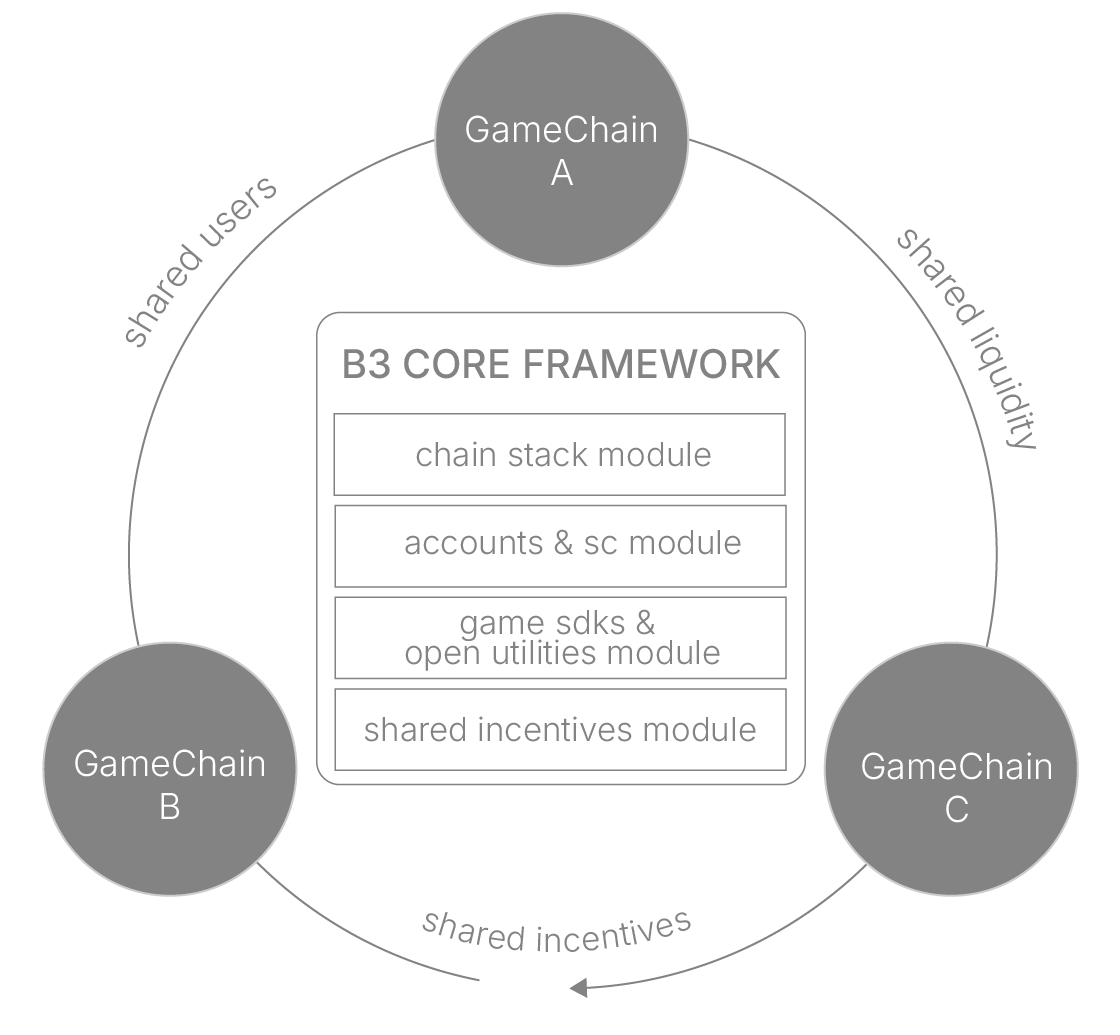 GameChain
A
shared users
shared liquidity
B3 CORE FRAMEWORK
chain stack module
accounts & sc module
game sdks &
open utilities module
shared incentives module
GameChain
B
GameChain
C
shared incentives